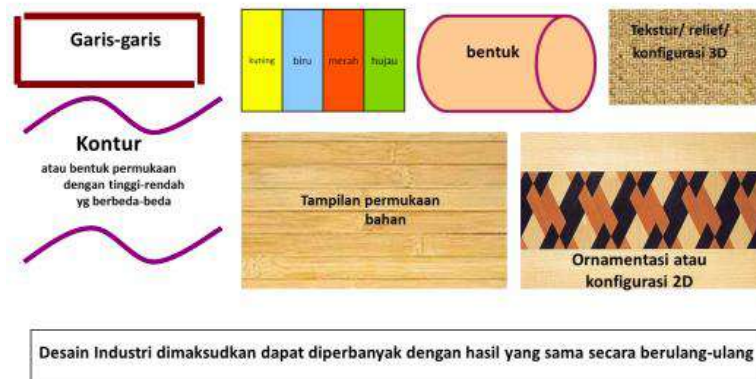 Garis-garis
kuning
biru
merah
hujau
bentuk
Tekstur/ relief/
konfigurasi 3D
Kontur
atau bentuk permukaan
dengan tinggi-rendah
yg berbeda-beda
Tampilan permukaan
bahan
Ornamentasi atau
konfigurasi 2D
Desain Industri dimaksudkan dapat diperbanyak dengan hasil yang sama secara berulang-ulang